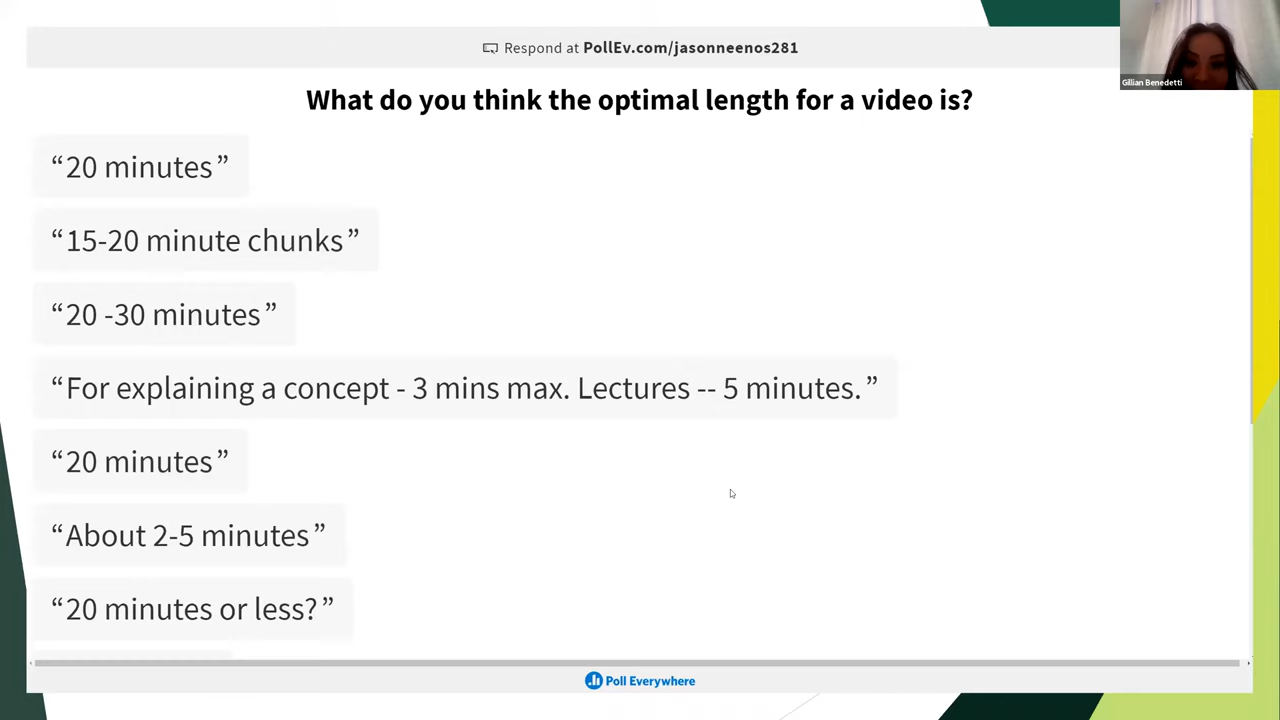 Respond at PollEv.com/jasonneenos281
Gillian Benedetti
What do you think the optimal length for a video is?
“20 minutes”
“15-20 minute chunks”
“20 -30 minutes”
“For explaining a concept - 3 mins max. Lectures -- 5 minutes.”
“20 minutes”
“About 2-5 minutes”
“20 minutes or less?”
Poll Everywhere